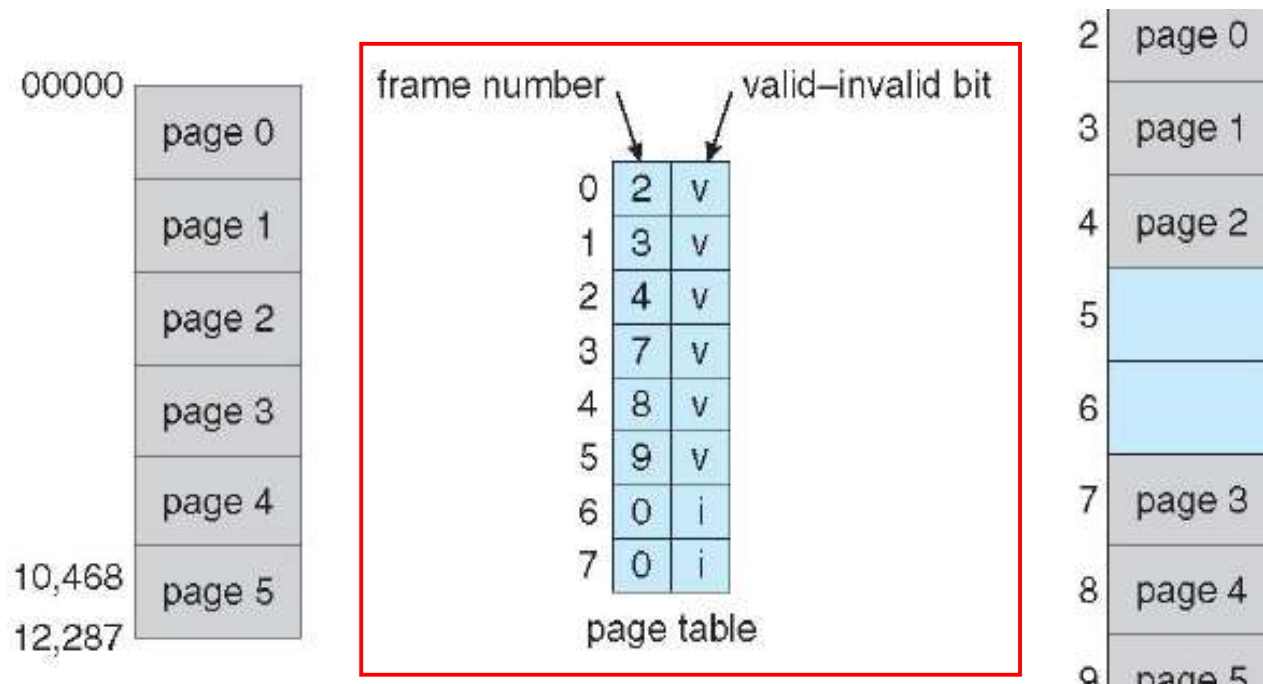 00000
page 0
page 1
page 2
page 3
page 4
10,468
page 5
12,287
frame number
valid–invalid bit
0 2 v
1 3 v
2 4 v
3 7 v
4 8 v
5 9 v
6 0 i
7 0 i
page table
2 page 0
3 page 1
4 page 2
5
6
7 page 3
8 page 4
9 page 5